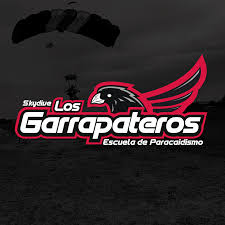 Skydive Los
Garrapateros
Escuela de Paracaidismo